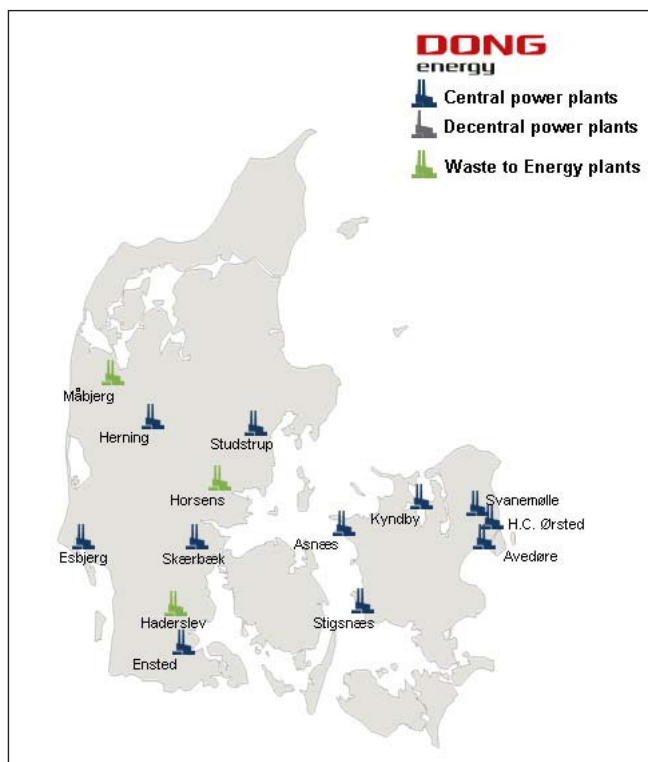 DONG
energy
Central power plants
Decentral power plants
Waste to Energy plants
Måbjerg
Herning
Studstrup
Horsens
Kyndby
Svanemølle
H.C. Ørsted
Esbjerg
Skærbæk
Asnæs
Avedøre
Haderslev
Stigsnæs
Ensted